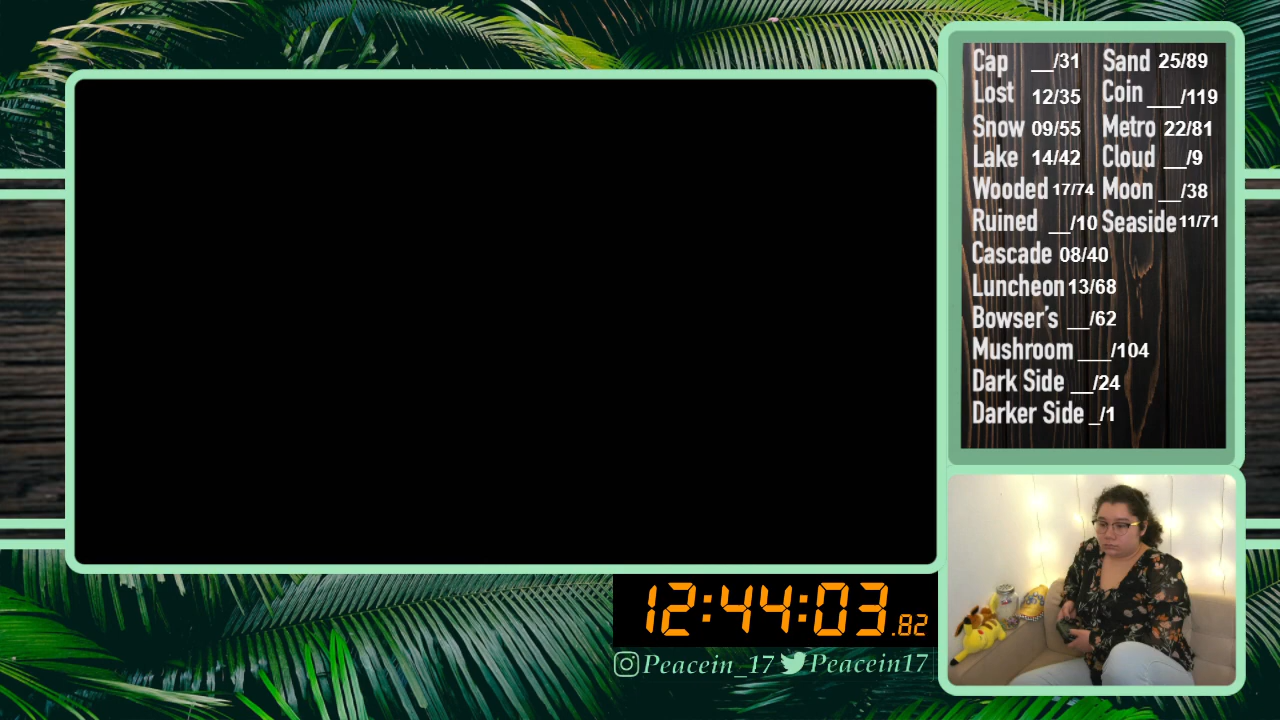 Cap __/31 Sand 25/89
Lost 12/35 Coin ___/119
Snow 09/55 Metro 22/81
Lake 14/42 Cloud __/9
Wooded 17/74 Moon __/38
Ruined __/10 Seaside 11/71
Cascade 08/40
Luncheon 13/68
Bowser's __/62
Mushroom ___/104
Dark Side __/24
Darker Side _/1
12:44:03.82
Peacein_17 Peacein17